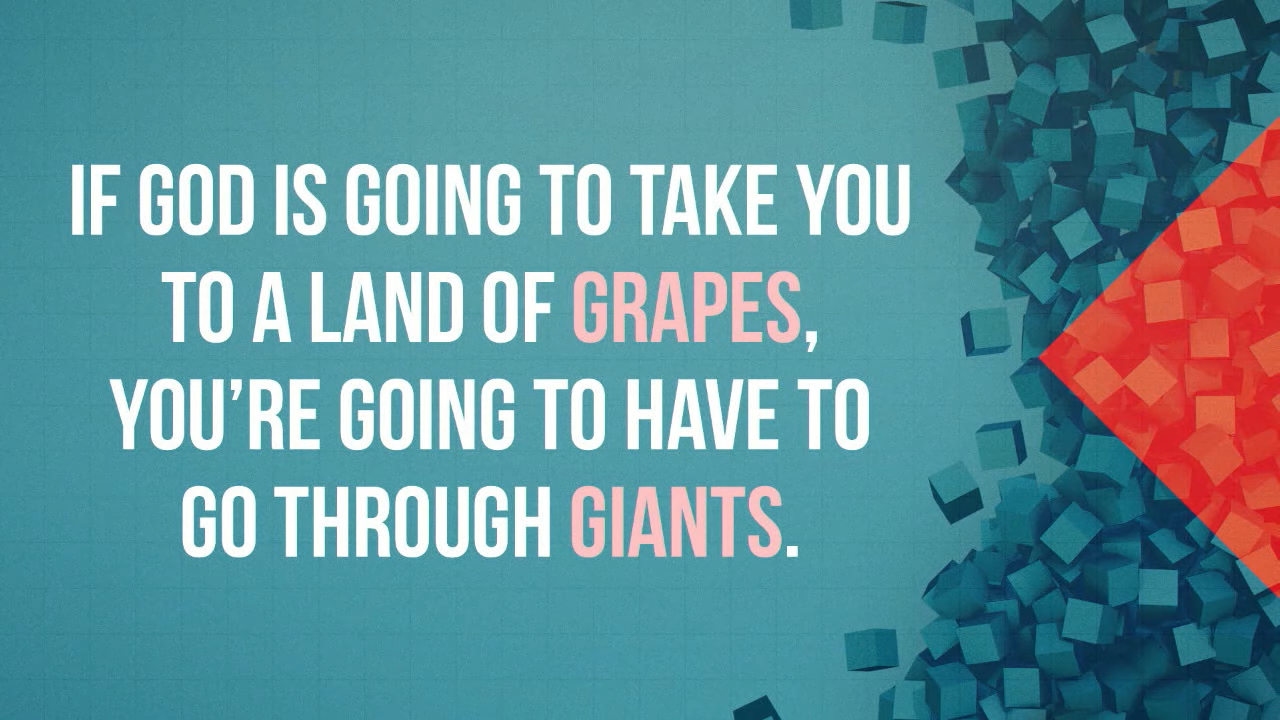 IF GOD IS GOING TO TAKE YOU
TO A LAND OF GRAPES,
YOU’RE GOING TO HAVE TO
GO THROUGH GIANTS.